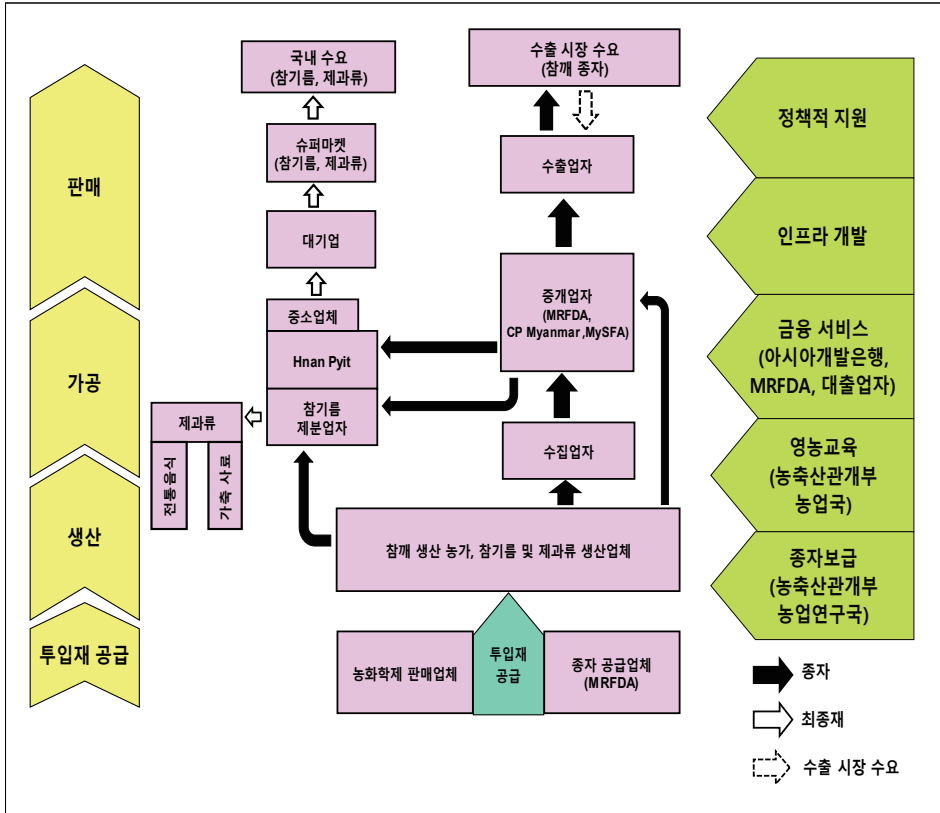 국내 수요
(참기름, 제과류)
수출 시장 수요
(참깨 종자)
슈퍼마켓
(참기름, 제과류)
수출업자
대기업
중개업자
(MRFDA,
CP Myanmar ,MySFA)
중소업체
Hnan Pyit
참기름
제분업자
제과류
전통음식
가축 사료
수집업자
참깨 생산 농가, 참기름 및 제과류 생산업체
농화학제 판매업체
투입재
공급
종자 공급업체
(MRFDA)
판매
가공
생산
투입재 공급
정책적 지원
인프라 개발
금융 서비스
(아시아개발은행,
MRFDA, 대출업자)
영농교육
(농축산관개부
농업국)
종자보급
(농축산관개부
농업연구국)
종자
최종재
수출 시장 수요